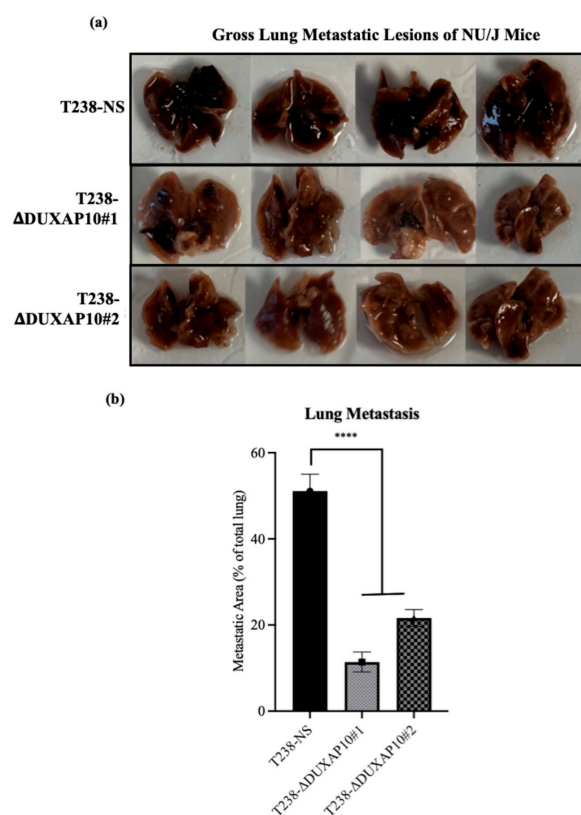 (a)
Gross Lung Metastatic Lesions of NU/J Mice
T238-NS
T238-
ΔDUXAP10#1
T238-
ΔDUXAP10#2
(b)
Lung Metastasis
****
60
40
20
0
Metastatic Area (% of total lung)
T238-NS
T238-ΔDUXAP10#1
T238-ΔDUXAP10#2